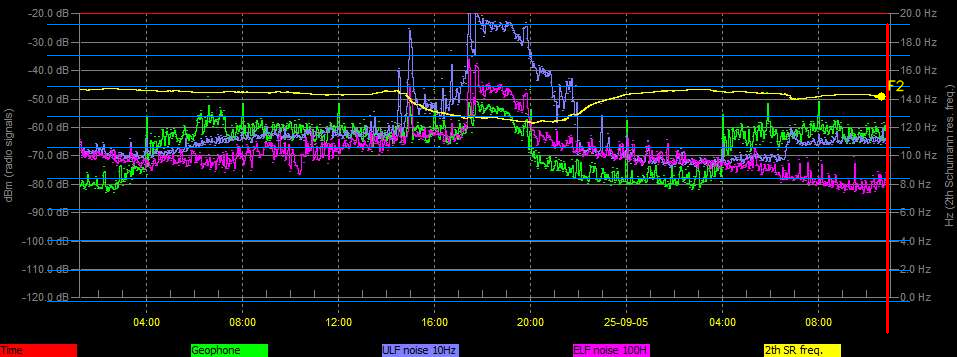 -20.0 dB 20.0 Hz
-30.0 dB 18.0 Hz
-40.0 dB 16.0 Hz
F2
-50.0 dB 14.0 Hz
-60.0 dB 12.0 Hz
-70.0 dB 10.0 Hz
-80.0 dB 8.0 Hz
-90.0 dB 6.0 Hz
-100.0 dB 4.0 Hz
-110.0 dB 2.0 Hz
-120.0 dB 0.0 Hz
dBm (radio signals)
Hz (2th Schumann res. freq.)
04:00 08:00 12:00 16:00 20:00 25-09-05 04:00 08:00
Time Geophone ULF noise 10Hz ELF noise 100H 2th SR freq.